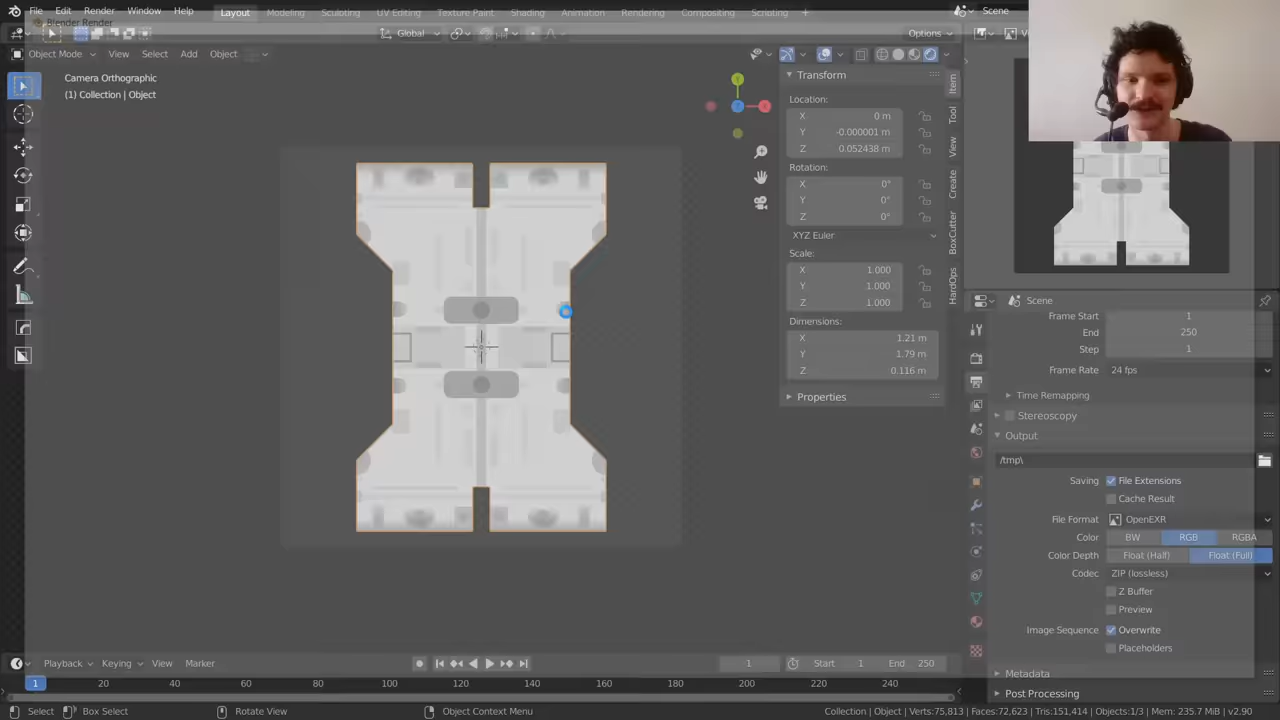 File Edit Render Window Help Layout Modeling Sculpting UV Editing Texture Paint Shading Animation Rendering Compositing Scripting + Scene
Blender Render
Global Options
Object Mode View Select Add Object
Camera Orthographic
(1) Collection | Object
Transform
Location:
X 0 m
Y -0.000001 m
Z 0.052438 m
Rotation:
X 0°
Y 0°
Z 0°
XYZ Euler
Scale:
X 1.000
Y 1.000
Z 1.000
Dimensions:
X 1.21 m
Y 1.79 m
Z 0.116 m
Properties
Item
Tool
View
Create
BoxCutter
HardOps
Y
Z
X
Scene
Frame Start 1
End 250
Step 1
Frame Rate 24 fps
Time Remapping
Stereoscopy
Output
/tmp\
Saving File Extensions
Cache Result
File Format OpenEXR
Color BW RGB RGBA
Color Depth Float (Half) Float (Full)
Codec ZIP (lossless)
Z Buffer
Preview
Image Sequence Overwrite
Placeholders
Metadata
Post Processing
Playback Keying View Marker 1 Start 1 End 250
1 20 40 60 80 100 120 140 160 180 200 220 240
Select Box Select Rotate View Object Context Menu Collection | Object | Verts:75,813 | Faces:72,623 | Tris:151,414 | Objects:1/3 | Mem: 235.7 MiB | v2.90